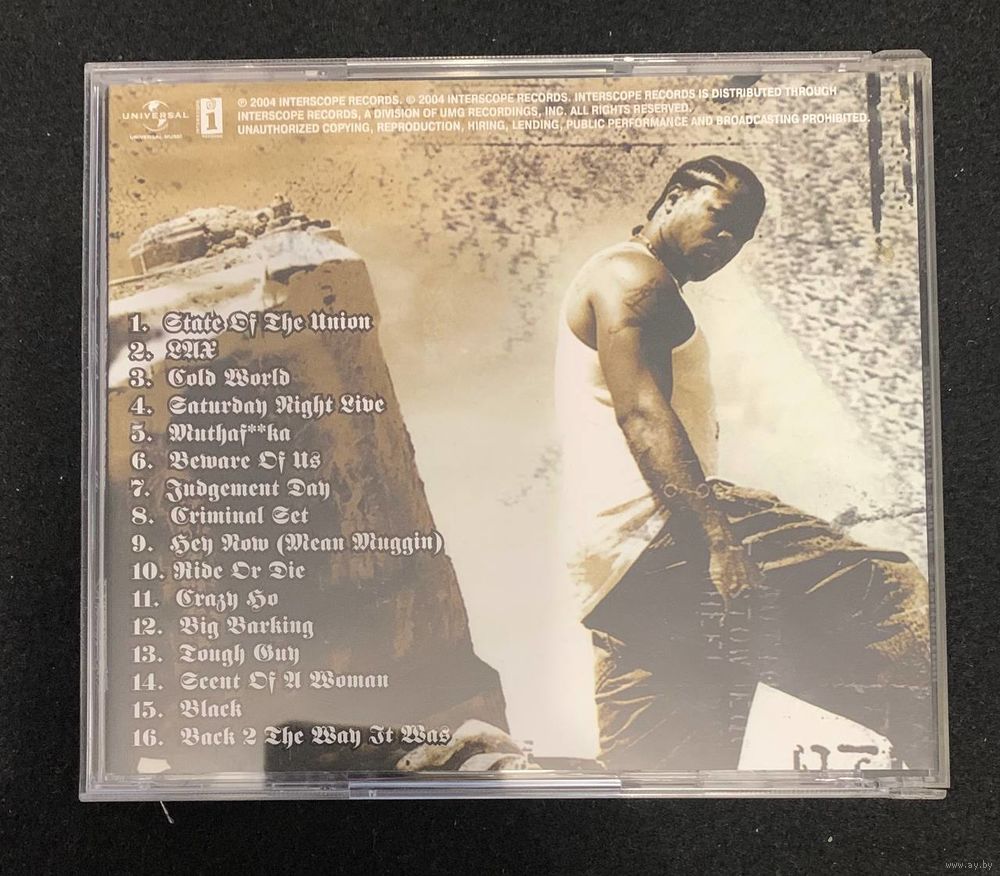 UNIVERSAL
UNIVERSAL MUSIC
i
℗ 2004 INTERSCOPE RECORDS. © 2004 INTERSCOPE RECORDS. INTERSCOPE RECORDS IS DISTRIBUTED THROUGH
INTERSCOPE RECORDS, A DIVISION OF UMG RECORDINGS, INC. ALL RIGHTS RESERVED.
UNAUTHORIZED COPYING, REPRODUCTION, HIRING, LENDING, PUBLIC PERFORMANCE AND BROADCASTING PROHIBITED.
1. State Of The Union
2. LAX
3. Cold World
4. Saturday Night Live
5. Muthaf**ka
6. Beware Of Us
7. Judgement Day
8. Criminal Set
9. Hey Now (Mean Muggin)
10. Ride Or Die
11. Crazy Ho
12. Big Barking
13. Tough Guy
14. Scent Of A Woman
15. Black
16. Back 2 The Way It Was
www.ay.by